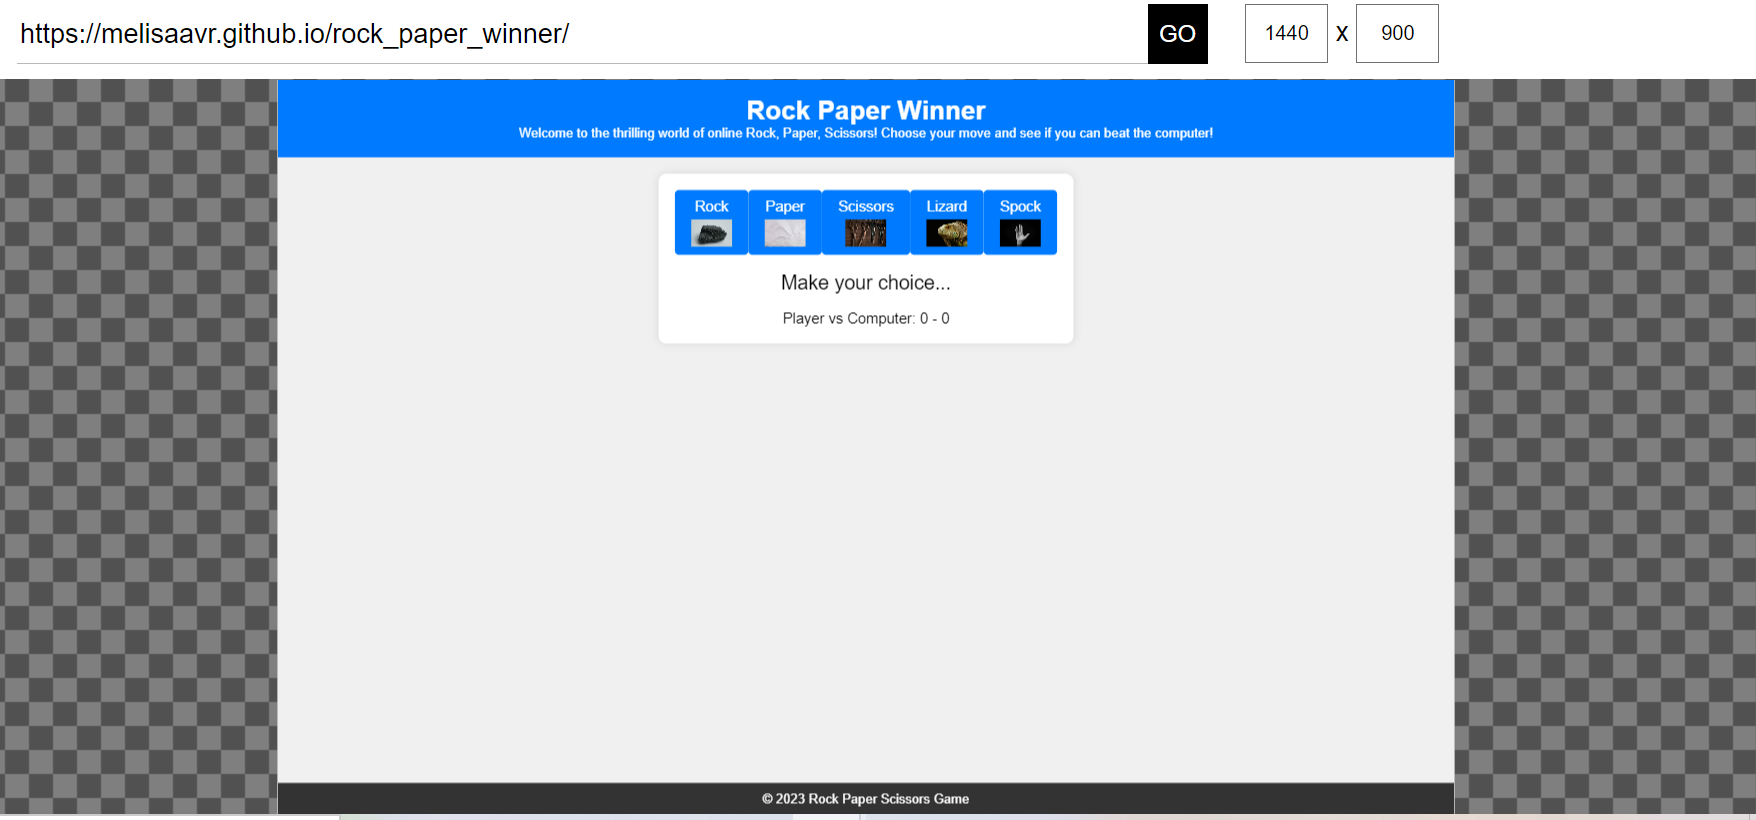 https://melisaavr.github.io/rock_paper_winner/ GO 1440 X 900
Rock Paper Winner
Welcome to the thrilling world of online Rock, Paper, Scissors! Choose your move and see if you can beat the computer!
Rock Paper Scissors Lizard Spock
Make your choice...
Player vs Computer: 0 - 0
© 2023 Rock Paper Scissors Game